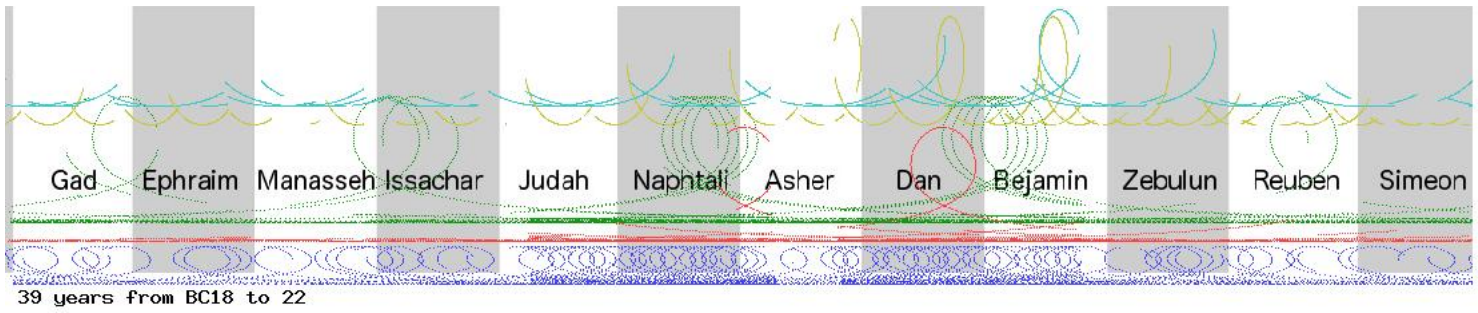 Gad Ephraim Manasseh Issachar Judah Naphtali Asher Dan Bejamin Zebulun Reuben Simeon
39 years from BC18 to 22